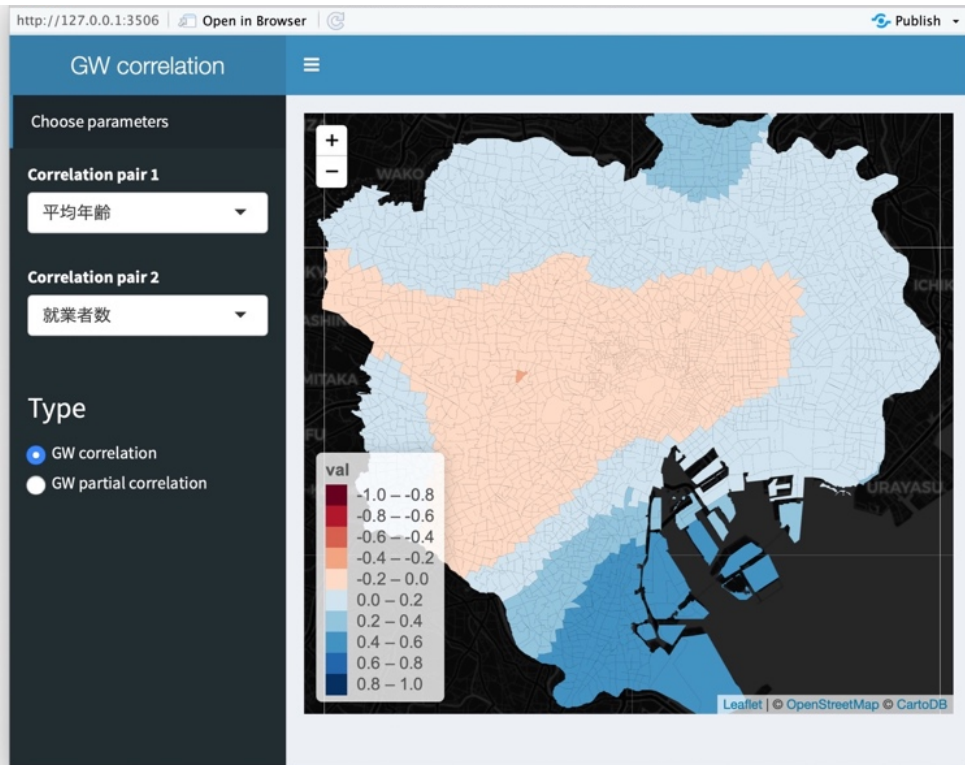 http://127.0.0.1:3506 Open in Browser Publish
GW correlation
Choose parameters
Correlation pair 1
平均年齢
Correlation pair 2
就業者数
Type
GW correlation
GW partial correlation
+
−
WAKO
ICHIK
MITAKA
FU
URAYASU
val
-1.0 – -0.8
-0.8 – -0.6
-0.6 – -0.4
-0.4 – -0.2
-0.2 – 0.0
0.0 – 0.2
0.2 – 0.4
0.4 – 0.6
0.6 – 0.8
0.8 – 1.0
Leaflet | © OpenStreetMap © CartoDB